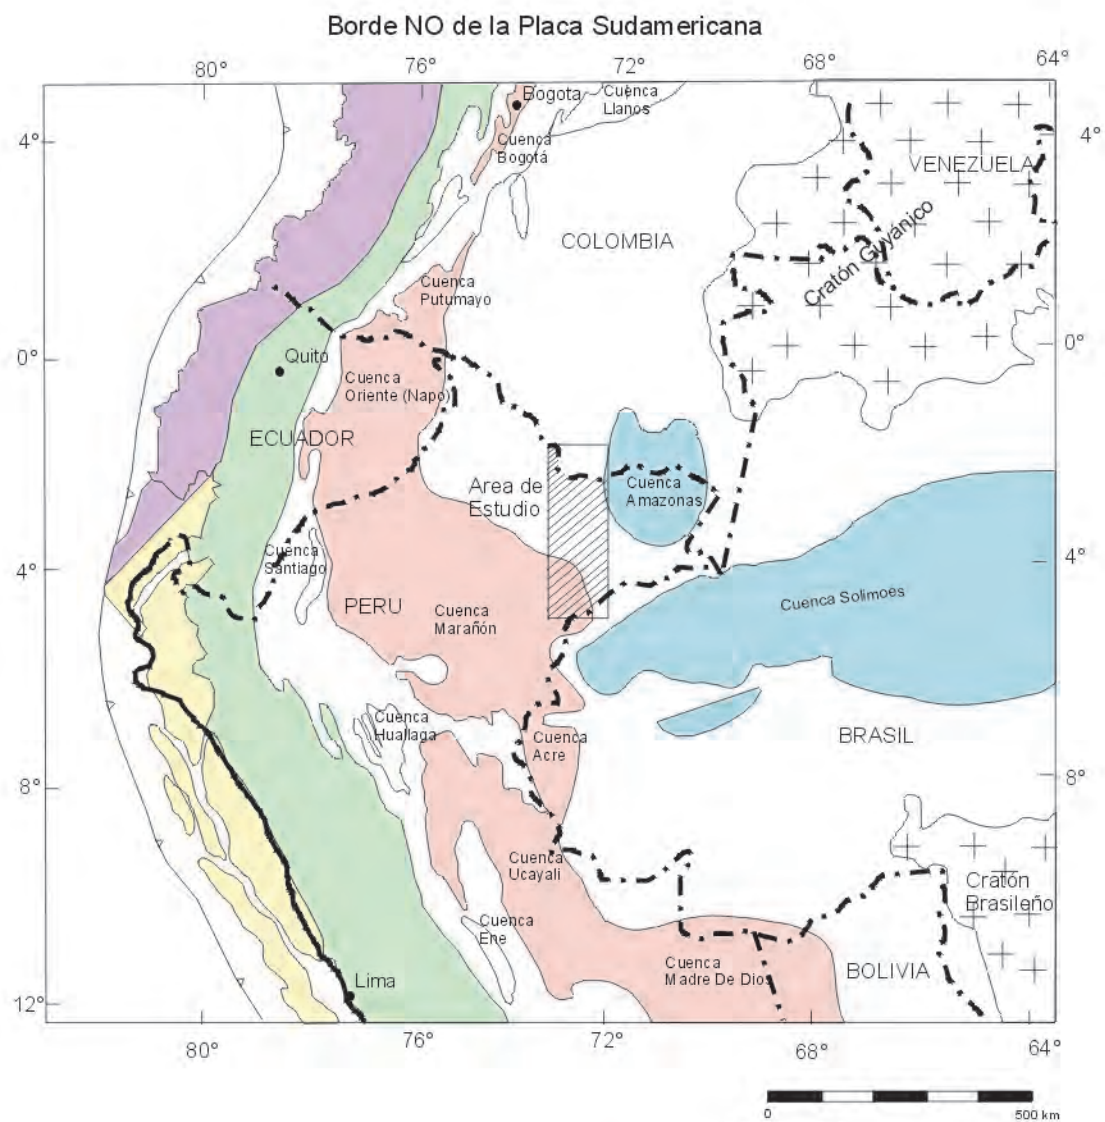 Borde NO de la Placa Sudamericana
80°
76°
72°
68°
64°
4°
4°
Bogota
Cuenca
Llanos
Cuenca
Bogotá
VENEZUELA
COLOMBIA
Cratón Guyánico
Cuenca
Putumayo
0°
0°
Quito
Cuenca
Oriente (Napo)
ECUADOR
Area de
Estudio
Cuenca
Amazonas
4°
4°
Cuenca
Santiago
PERU
Cuenca
Marañón
Cuenca Solimoes
Cuenca
Huallaga
Cuenca
Acre
BRASIL
8°
8°
Cuenca
Ucayali
Cratón
Brasileño
Cuenca
Ene
Lima
Cuenca
Madre De Dios
BOLIVIA
12°
80°
76°
72°
68°
64°
0
500 km